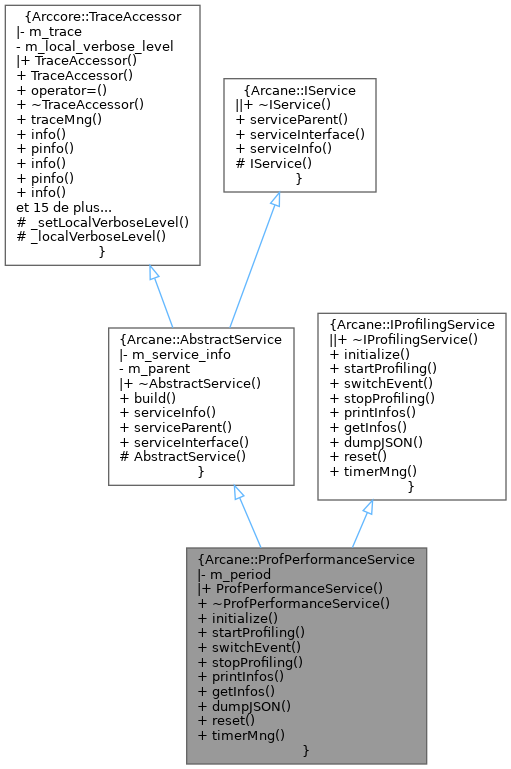 {Arccore::TraceAccessor
|- m_trace
- m_local_verbose_level
|+ TraceAccessor()
+ TraceAccessor()
+ operator=()
+ ~TraceAccessor()
+ traceMng()
+ info()
+ pinfo()
+ info()
+ pinfo()
+ info()
et 15 de plus...
# _setLocalVerboseLevel()
# _localVerboseLevel()
}
{Arcane::IService
||+ ~IService()
+ serviceParent()
+ serviceInterface()
+ serviceInfo()
# IService()
}
{Arcane::AbstractService
|- m_service_info
- m_parent
|+ ~AbstractService()
+ build()
+ serviceInfo()
+ serviceParent()
+ serviceInterface()
# AbstractService()
}
{Arcane::IProfilingService
||+ ~IProfilingService()
+ initialize()
+ startProfiling()
+ switchEvent()
+ stopProfiling()
+ printInfos()
+ getInfos()
+ dumpJSON()
+ reset()
+ timerMng()
}
{Arcane::ProfPerformanceService
|- m_period
|+ ProfPerformanceService()
+ ~ProfPerformanceService()
+ initialize()
+ startProfiling()
+ switchEvent()
+ stopProfiling()
+ printInfos()
+ getInfos()
+ dumpJSON()
+ reset()
+ timerMng()
}